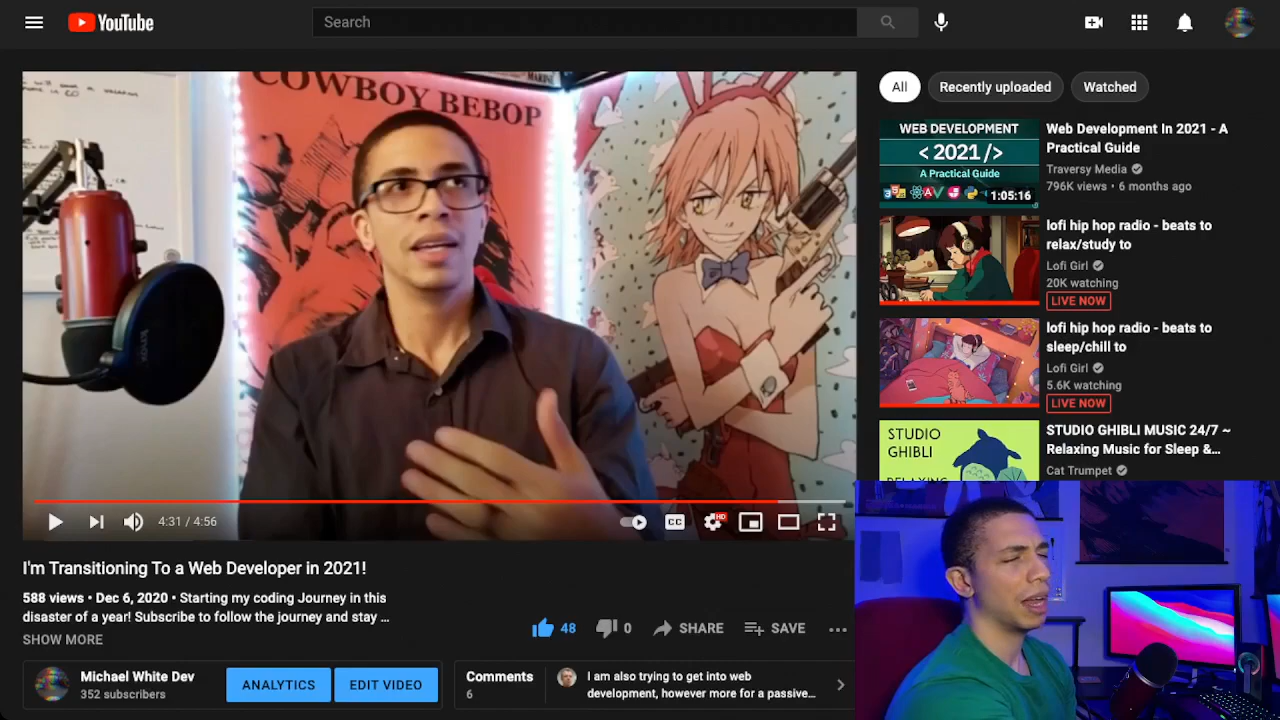 YouTube
Search
COWBOY BEBOP
4:31 / 4:56
CC
HD
I'm Transitioning To a Web Developer in 2021!
588 views • Dec 6, 2020 • Starting my coding Journey in this
disaster of a year! Subscribe to follow the journey and stay ...
SHOW MORE
48
0
SHARE
SAVE
Michael White Dev
352 subscribers
ANALYTICS
EDIT VIDEO
Comments
6
I am also trying to get into web
development, however more for a passive...
All
Recently uploaded
Watched
WEB DEVELOPMENT
< 2021 />
A Practical Guide
1:05:16
Web Development In 2021 - A
Practical Guide
Traversy Media
796K views • 6 months ago
lofi hip hop radio - beats to
relax/study to
Lofi Girl
20K watching
LIVE NOW
lofi hip hop radio - beats to
sleep/chill to
Lofi Girl
5.6K watching
LIVE NOW
STUDIO
GHIBLI
RELAXING
STUDIO GHIBLI MUSIC 24/7 ~
Relaxing Music for Sleep &...
Cat Trumpet